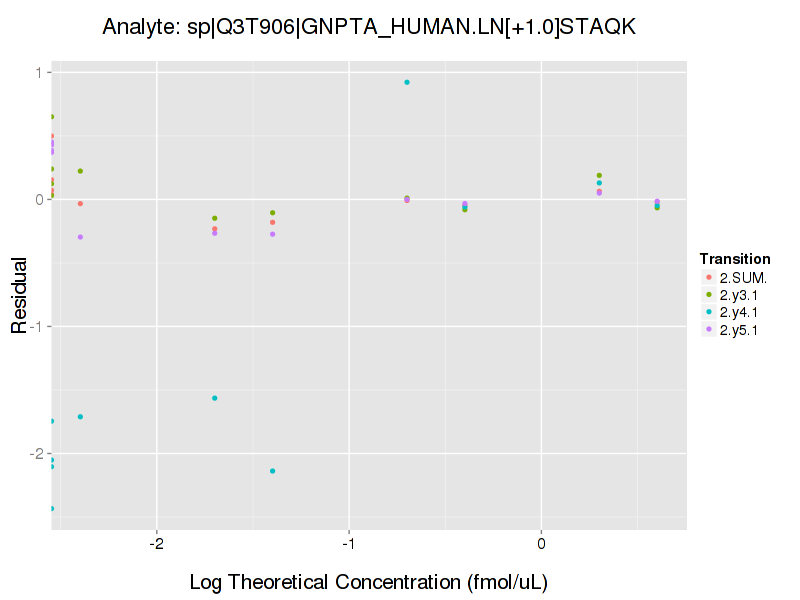 Analyte: sp|Q3T906|GNPTA_HUMAN.LN[+1.0]STAQK
1
0
-1
-2
Residual
-2
-1
0
Log Theoretical Concentration (fmol/uL)
Transition
2.SUM.
2.y3.1
2.y4.1
2.y5.1